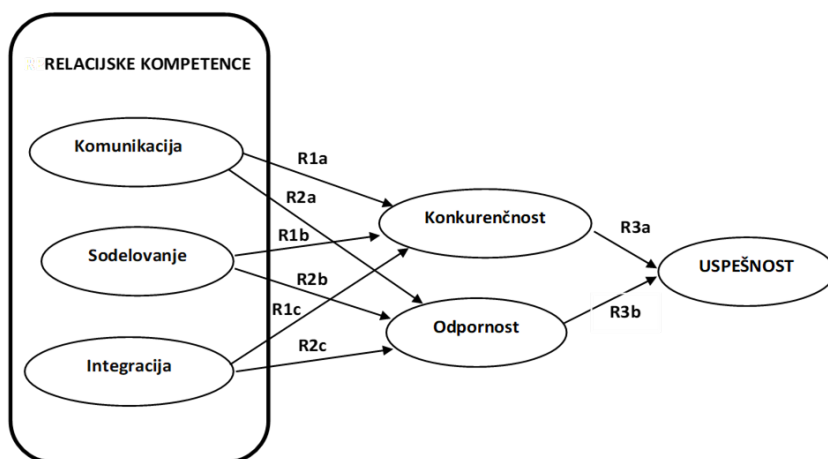 RELACIJSKE KOMPETENCE
Komunikacija
R1a
R2a
Konkurenčnost
R3a
Sodelovanje
R1b
USPEŠNOST
R2b
R1c
R3b
Odpornost
R2c
Integracija